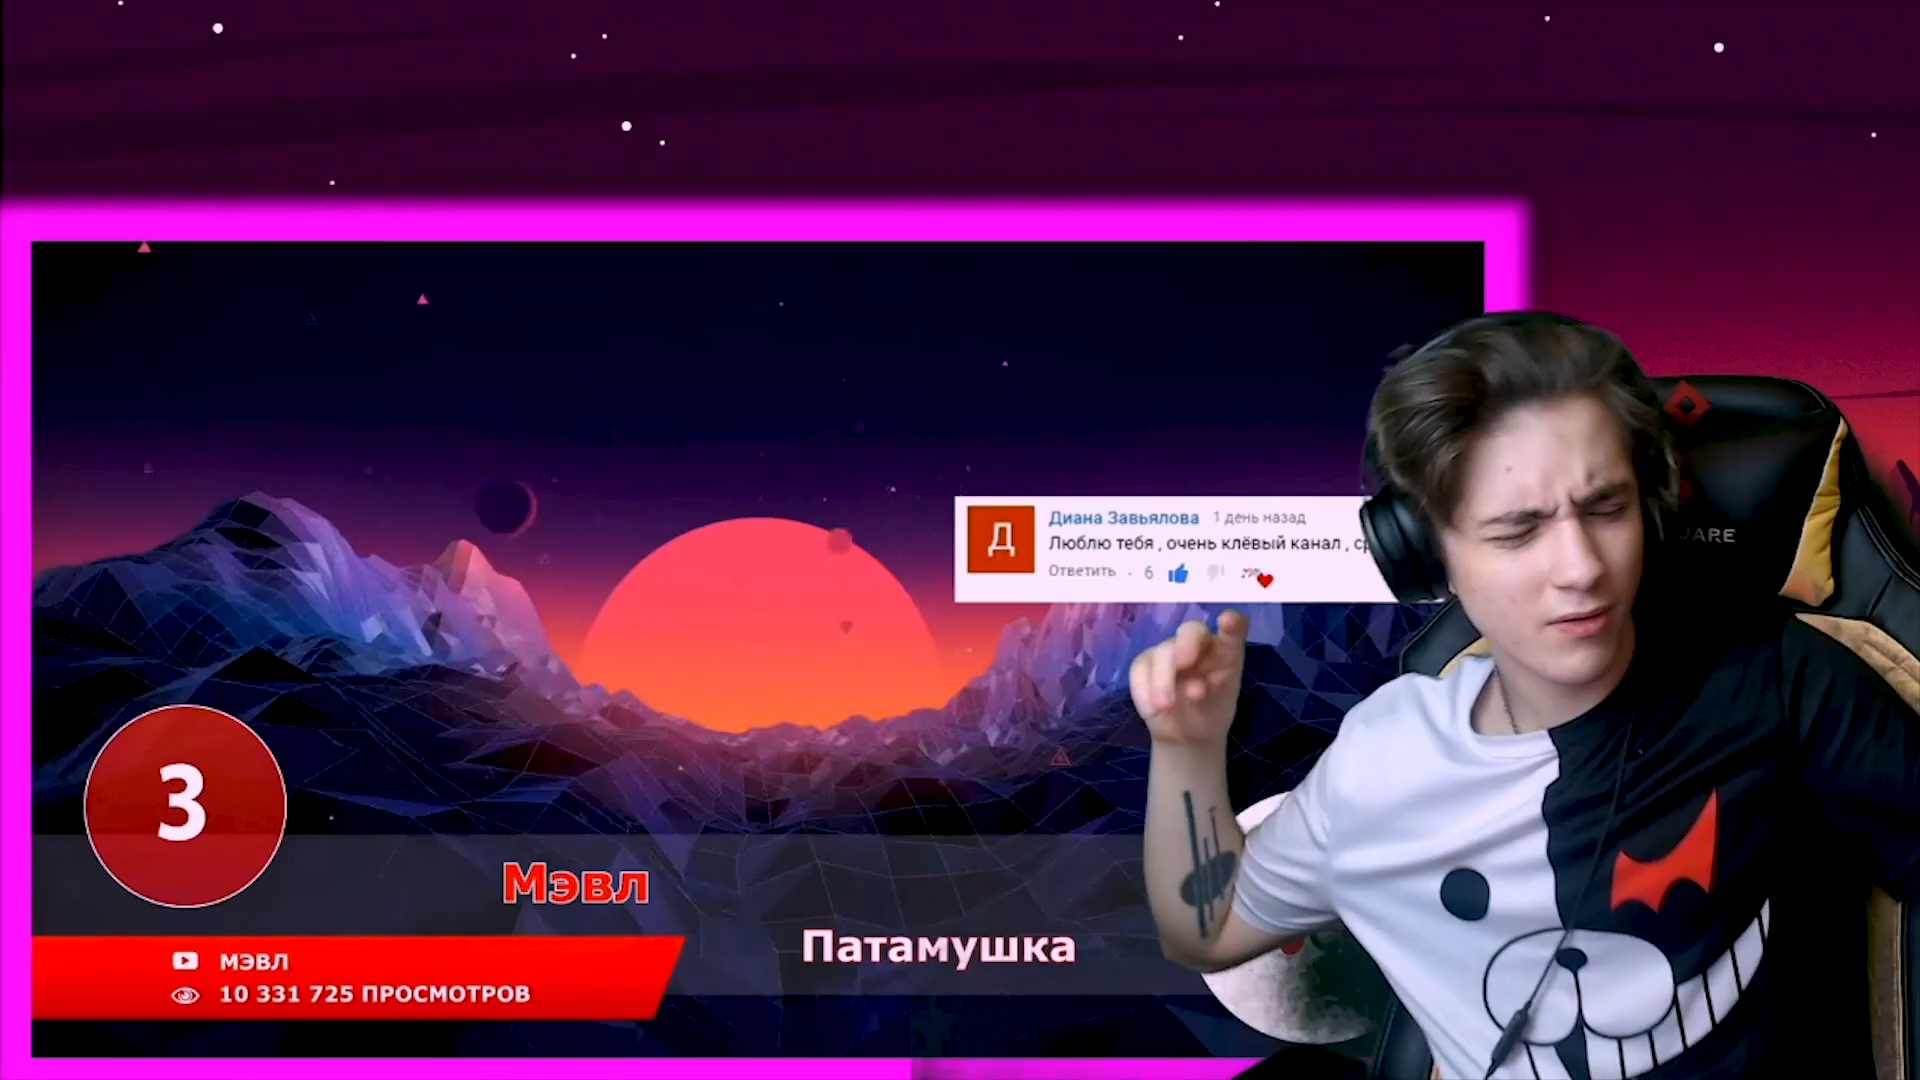 Д
Диана Завьялова 1 день назад
Люблю тебя , очень клёвый канал ,
Ответить · 6
3
Мэвл
Патамушка
МЭВЛ
10 331 725 ПРОСМОТРОВ